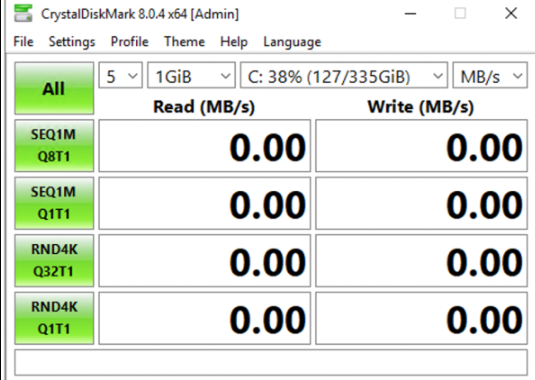 CrystalDiskMark 8.0.4 x64 [Admin]
File Settings Profile Theme Help Language
All 5 1GiB C: 38% (127/335GiB) MB/s
Read (MB/s) Write (MB/s)
SEQ1M
Q8T1 0.00 0.00
SEQ1M
Q1T1 0.00 0.00
RND4K
Q32T1 0.00 0.00
RND4K
Q1T1 0.00 0.00